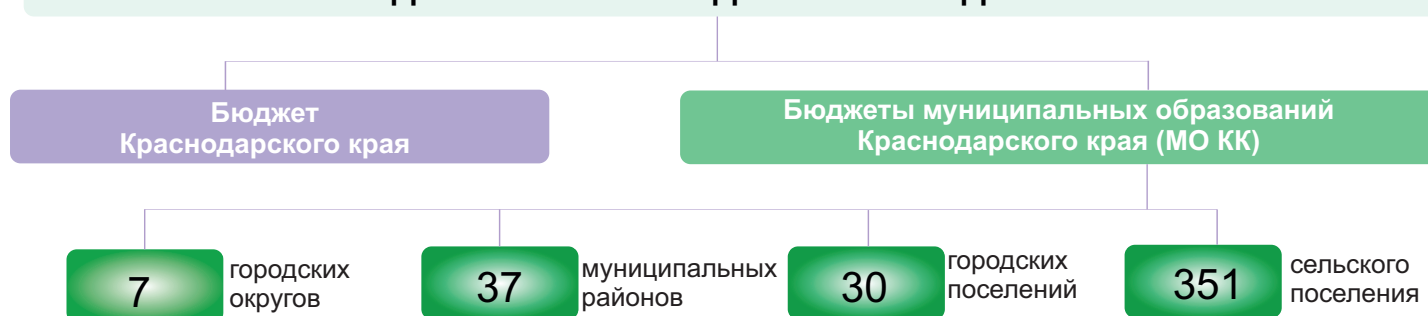 Бюджет
Краснодарского края
Бюджеты муниципальных образований
Краснодарского края (МО КК)
7
городских
округов
37
муниципальных
районов
30
городских
поселений
351
сельского
поселения